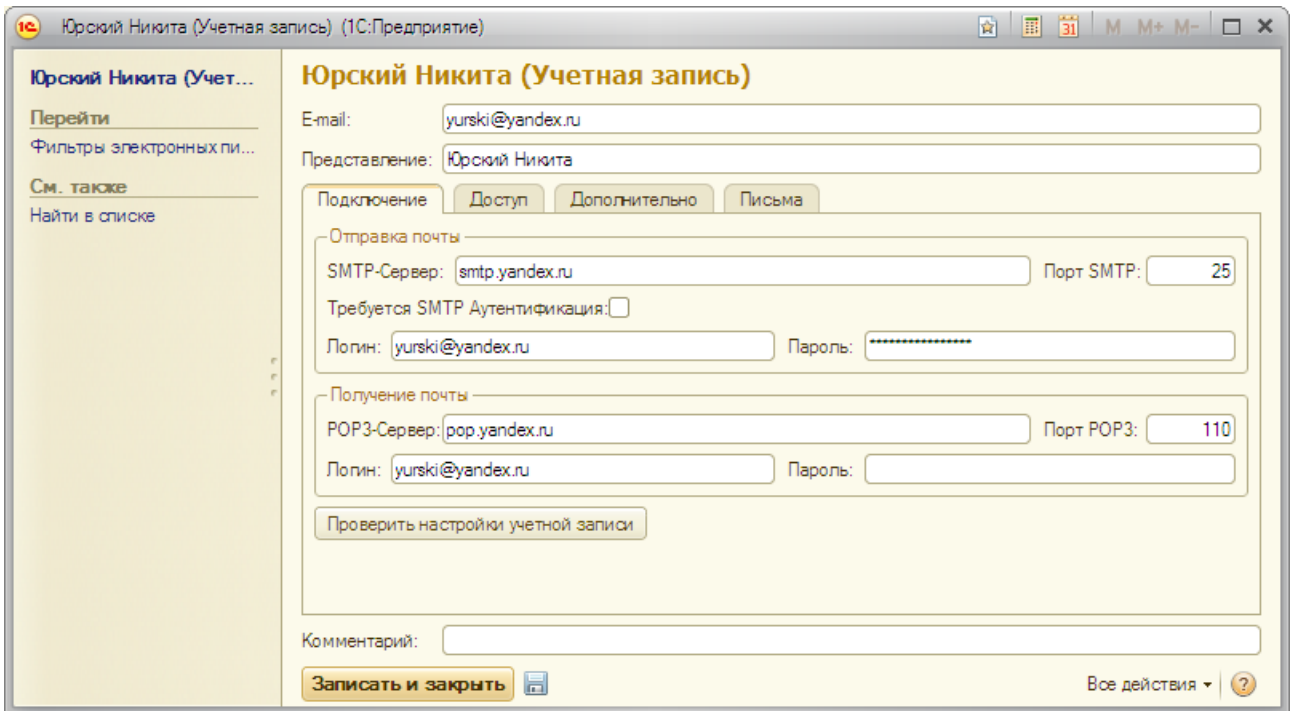 1С Юрский Никита (Учетная запись) (1С:Предприятие) 31 M M+ M-
Юрский Никита (Учет...
Перейти
Фильтры электронных пи...
См. также
Найти в списке
Юрский Никита (Учетная запись)
E-mail: yurski@yandex.ru
Представление: Юрский Никита
Подключение Доступ Дополнительно Письма
Отправка почты
SMTP-Сервер: smtp.yandex.ru Порт SMTP: 25
Требуется SMTP Аутентификация:
Логин: yurski@yandex.ru Пароль: ****************
Получение почты
POP3-Сервер: pop.yandex.ru Порт POP3: 110
Логин: yurski@yandex.ru Пароль:
Проверить настройки учетной записи
Комментарий:
Записать и закрыть Все действия ?